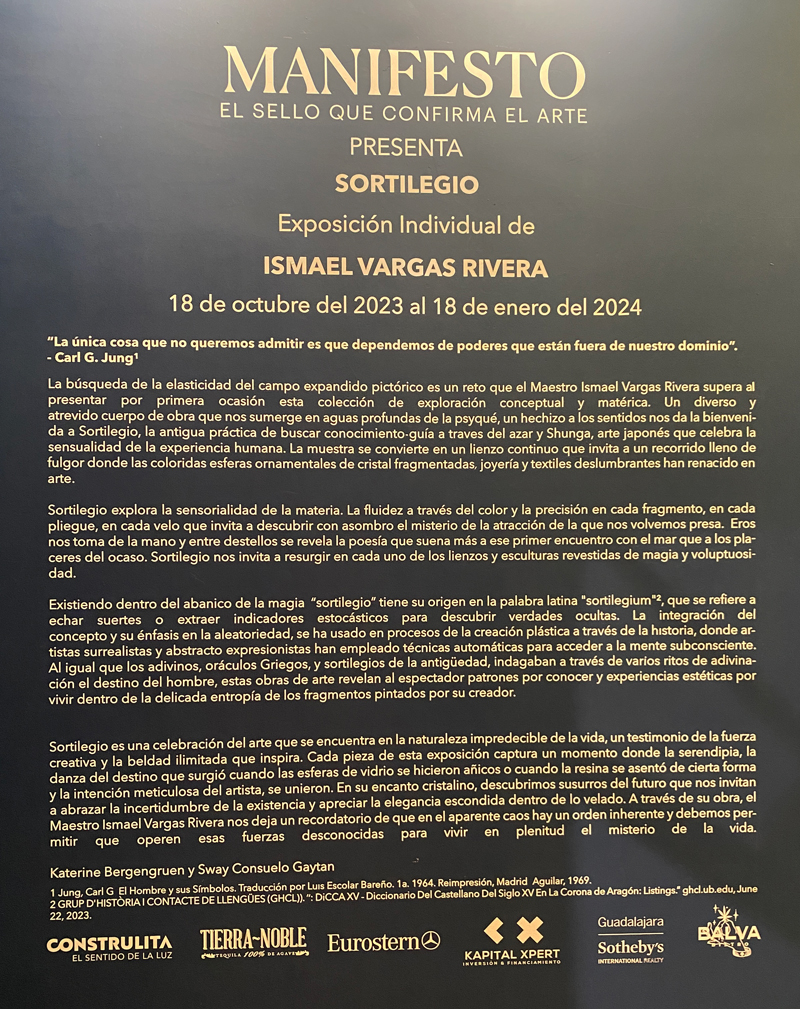 MANIFESTO
EL SELLO QUE CONFIRMA EL ARTE
PRESENTA
SORTILEGIO
Exposición Individual de
ISMAEL VARGAS RIVERA
18 de octubre del 2023 al 18 de enero del 2024
“La única cosa que no queremos admitir es que dependemos de poderes que están fuera de nuestro dominio”.
- Carl G. Jung¹
La búsqueda de la elasticidad del campo expandido pictórico es un reto que el Maestro Ismael Vargas Rivera supera al
presentar por primera ocasión esta colección de exploración conceptual y matérica. Un diverso y
atrevido cuerpo de obra que nos sumerge en aguas profundas de la psyqué, un hechizo a los sentidos nos da la bienveni-
da a Sortilegio, la antigua práctica de buscar conocimiento-guía a traves del azar y Shunga, arte japonés que celebra la
sensualidad de la experiencia humana. La muestra se convierte en un lienzo continuo que invita a un recorrido lleno de
fulgor donde las coloridas esferas ornamentales de cristal fragmentadas, joyería y textiles deslumbrantes han renacido en
arte.
Sortilegio explora la sensorialidad de la materia. La fluidez a través del color y la precisión en cada fragmento, en cada
pliegue, en cada velo que invita a descubrir con asombro el misterio de la atracción de la que nos volvemos presa. Eros
nos toma de la mano y entre destellos se revela la poesía que suena más a ese primer encuentro con el mar que a los pla-
ceres del ocaso. Sortilegio nos invita a resurgir en cada uno de los lienzos y esculturas revestidas de magia y voluptuosi-
dad.
Existiendo dentro del abanico de la magia “sortilegio” tiene su origen en la palabra latina "sortilegium"², que se refiere a
echar suertes o extraer indicadores estocásticos para descubrir verdades ocultas. La integración del
concepto y su énfasis en la aleatoriedad, se ha usado en procesos de la creación plástica a través de la historia, donde ar-
tistas surrealistas y abstracto expresionistas han empleado técnicas automáticas para acceder a la mente subconsciente.
Al igual que los adivinos, oráculos Griegos, y sortilegios de la antigüedad, indagaban a través de varios ritos de adivina-
ción el destino del hombre, estas obras de arte revelan al espectador patrones por conocer y experiencias estéticas por
vivir dentro de la delicada entropía de los fragmentos pintados por su creador.
Sortilegio es una celebración del arte que se encuentra en la naturaleza impredecible de la vida, un testimonio de la fuerza
creativa y la beldad ilimitada que inspira. Cada pieza de esta exposición captura un momento donde la serendipia, la
danza del destino que surgió cuando las esferas de vidrio se hicieron añicos o cuando la resina se asentó de cierta forma
y la intención meticulosa del artista, se unieron. En su encanto cristalino, descubrimos susurros del futuro que nos invitan
a abrazar la incertidumbre de la existencia y apreciar la elegancia escondida dentro de lo velado. A través de su obra, el
Maestro Ismael Vargas Rivera nos deja un recordatorio de que en el aparente caos hay un orden inherente y debemos per-
mitir que operen esas fuerzas desconocidas para vivir en plenitud el misterio de la vida.
Katerine Bergengruen y Sway Consuelo Gaytan
1 Jung, Carl G El Hombre y sus Símbolos. Traducción por Luis Escolar Bareño. 1a. 1964. Reimpresión, Madrid Aguilar, 1969.
2 GRUP D'HISTÒRIA I CONTACTE DE LLENGÜES (GHCL)). “: DiCCA XV - Diccionario Del Castellano Del Siglo XV En La Corona de Aragón: Listings.” ghcl.ub.edu, June
22, 2023.
CONSTRULITA
EL SENTIDO DE LA LUZ
TIERRA NOBLE
TEQUILA 100% DE AGAVE
Eurostern
KAPITAL XPERT
INVERSIÓN & FINANCIAMIENTO
Guadalajara
Sotheby's
INTERNATIONAL REALTY
BALVA